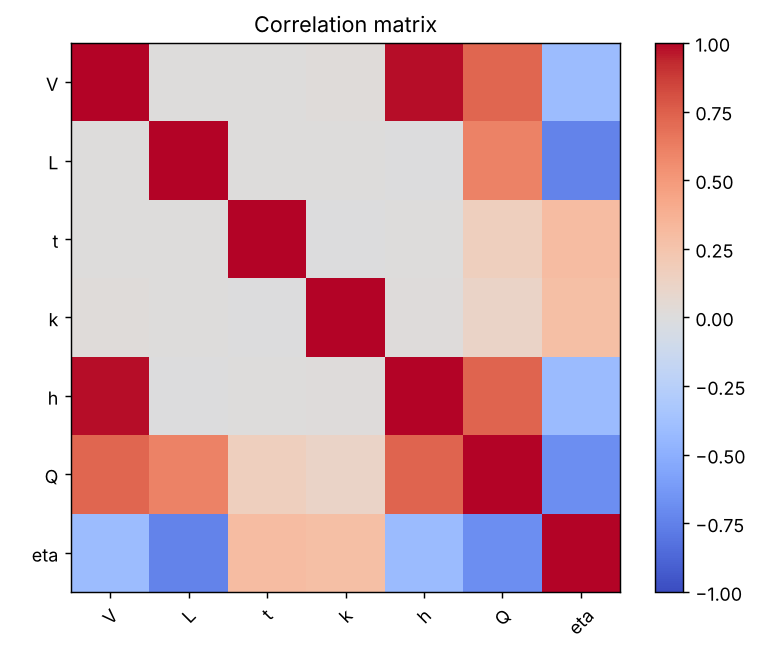 Correlation matrix
V
L
t
k
h
Q
eta
V
L
t
k
h
Q
eta
1.00
0.75
0.50
0.25
0.00
−0.25
−0.50
−0.75
−1.00